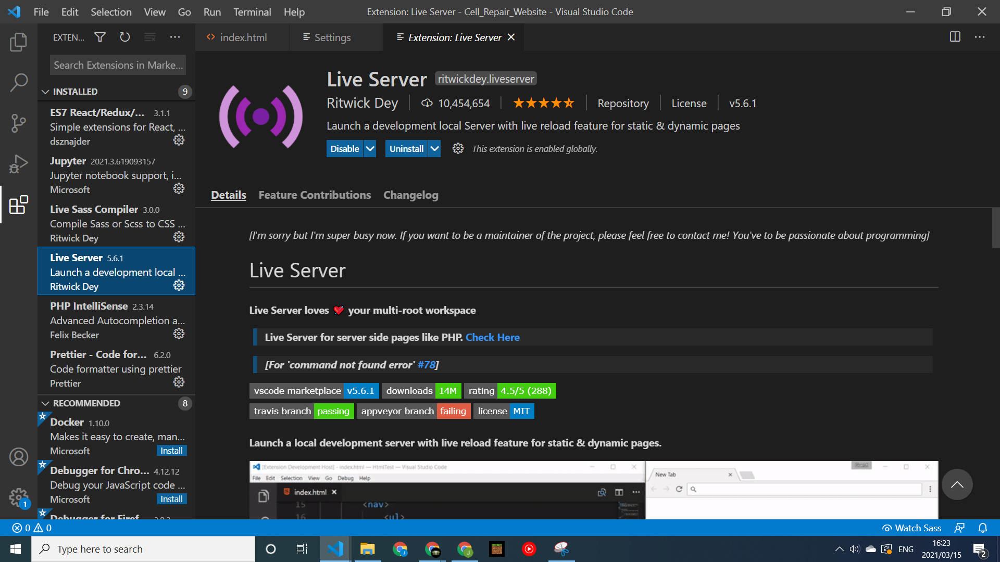 File Edit Selection View Go Run Terminal Help
Extension: Live Server - Cell_Repair_Website - Visual Studio Code
EXTEN...
index.html
Settings
Extension: Live Server
Search Extensions in Marke...
INSTALLED 9
ES7 React/Redux/... 3.1.1
Simple extensions for React, ...
dsznajder
Jupyter 2021.3.619093157
Jupyter notebook support, i...
Microsoft
Live Sass Compiler 3.0.0
Compile Sass or Scss to CSS ...
Ritwick Dey
Live Server 5.6.1
Launch a development local ...
Ritwick Dey
PHP IntelliSense 2.3.14
Advanced Autocompletion a...
Felix Becker
Prettier - Code for... 6.2.0
Code formatter using prettier
Prettier
RECOMMENDED 8
Docker 1.10.0
Makes it easy to create, man...
Microsoft Install
Debugger for Chro... 4.12.12
Debug your JavaScript code ...
Microsoft Install
Debugger for Firef
1
Live Server ritwickdey.liveserver
Ritwick Dey 10,454,654 Repository License v5.6.1
Launch a development local Server with live reload feature for static & dynamic pages
Disable Uninstall This extension is enabled globally.
Details Feature Contributions Changelog
[I'm sorry but I'm super busy now. If you want to be a maintainer of the project, please feel free to contact me! You've to be passionate about programming]
Live Server
Live Server loves your multi-root workspace
Live Server for server side pages like PHP. Check Here
[For 'command not found error' #78]
vscode marketplace v5.6.1 downloads 14M rating 4.5/5 (288)
travis branch passing appveyor branch failing license MIT
Launch a local development server with live reload feature for static & dynamic pages.
[Extension Development Host] - index.html — HtmlTest — Visual Studio Code
File Edit Selection View Go Debug Help
index.html
15 <nav>
16 <ul>
Guest
New Tab
0 0
Watch Sass
Type here to search
ENG
16:23
2021/03/15
2